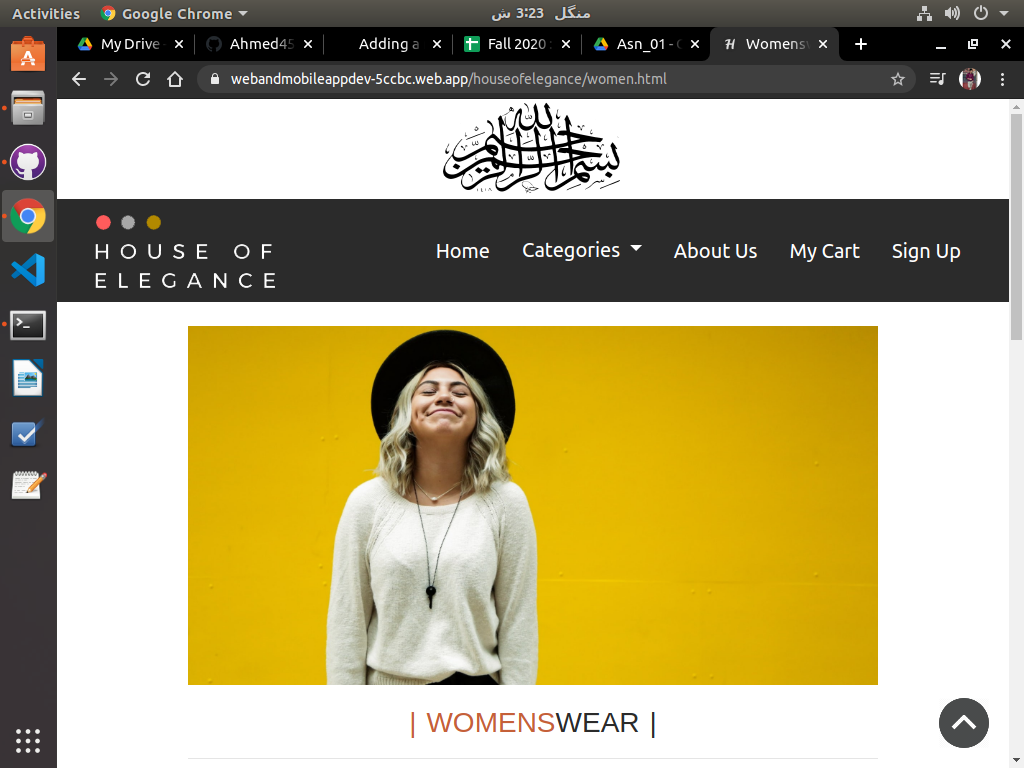 Activities
Google Chrome
منگل 3:23 ش
My Drive -
Ahmed45
Adding a
Fall 2020
Asn_01 -
Womensw
webandmobileappdev-5ccbc.web.app/houseofelegance/women.html
بسم الله الرحمن الرحيم
HOUSE OF
ELEGANCE
Home
Categories
About Us
My Cart
Sign Up
| WOMENSWEAR |